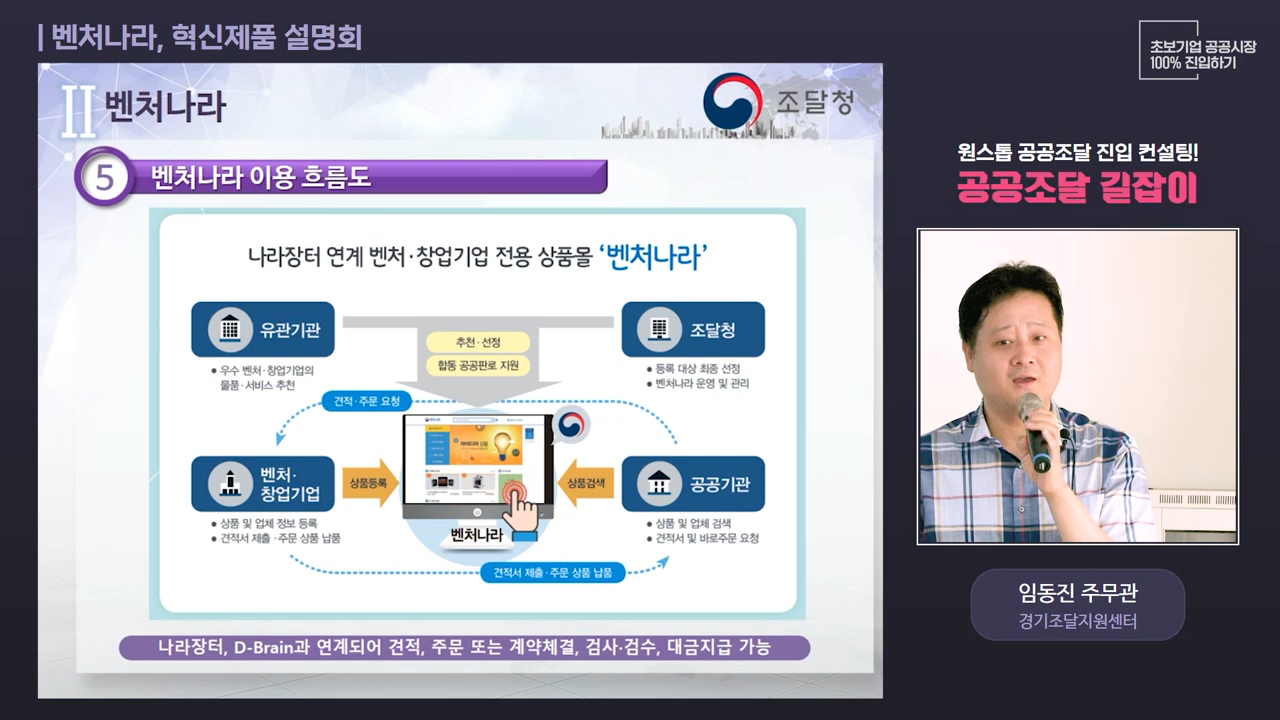 | 벤처나라, 혁신제품 설명회
초보기업 공공시장
100% 진입하기
II 벤처나라
조달청
5 벤처나라 이용 흐름도
나라장터 연계 벤처·창업기업 전용 상품몰 ‘벤처나라’
유관기관
• 우수 벤처·창업기업의
물품·서비스 추천
추천·선정
합동 공공판로 지원
조달청
• 등록 대상 최종 선정
• 벤처나라 운영 및 관리
견적·주문 요청
벤처·
창업기업
• 상품 및 업체 정보 등록
• 견적서 제출·주문 상품 납품
상품등록
벤처나라
상품검색
공공기관
• 상품 및 업체 검색
• 견적서 및 바로주문 요청
견적서 제출·주문 상품 납품
나라장터, D-Brain과 연계되어 견적, 주문 또는 계약체결, 검사·검수, 대금지급 가능
원스톱 공공조달 진입 컨설팅!
공공조달 길잡이
임동진 주무관
경기조달지원센터